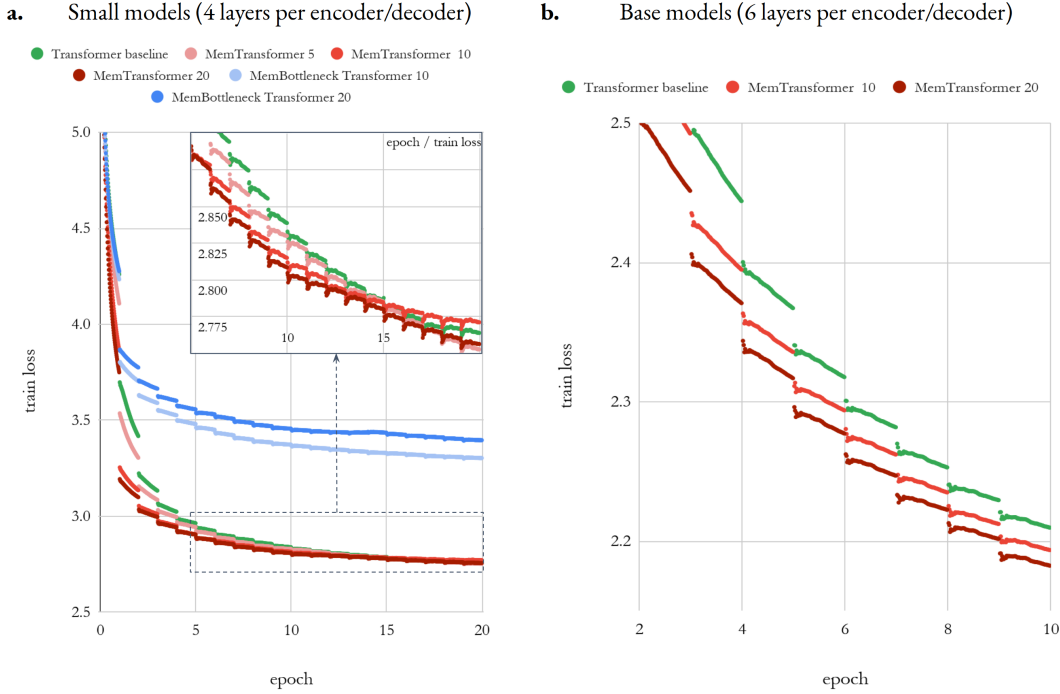 a. Small models (4 layers per encoder/decoder)
Transformer baseline MemTransformer 5 MemTransformer 10
MemTransformer 20 MemBottleneck Transformer 10
MemBottleneck Transformer 20
train loss
5.0
4.5
4.0
3.5
3.0
2.5
0 5 10 15 20
epoch
epoch / train loss
2.850
2.825
2.800
2.775
10 15
b. Base models (6 layers per encoder/decoder)
Transformer baseline MemTransformer 10 MemTransformer 20
train loss
2.5
2.4
2.3
2.2
2 4 6 8 10
epoch